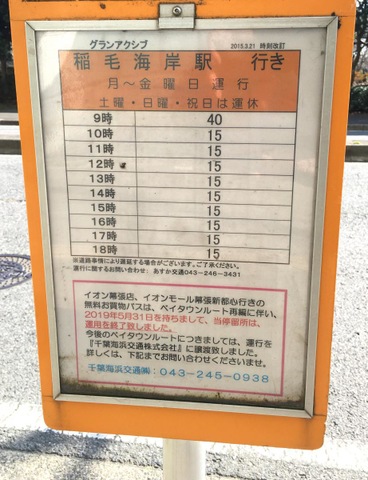 グランアクシブ 2015.3.21 時刻改訂
稲毛海岸駅 行き
月～金曜日運行
土曜・日曜・祝日は運休
9時 40
10時 15
11時 15
12時 15
13時 15
14時 15
15時 15
16時 15
17時 15
18時 15
※道路事情により遅延する場合がございます。ご了承ください。
運行に関するお問い合わせ：あすか交通043-246-3431
イオン幕張店、イオンモール幕張新都心行きの
無料お買物バスは、ベイタウンルート再編に伴い、
2019年5月31日を持ちまして、当停留所は、
運用を終了致しました。
今後のベイタウンルートにつきましては、運行を
『千葉海浜交通株式会社』に譲渡致しました。
詳しくは、下記までお問い合わせくださいませ。
千葉海浜交通㈱：043-245-0938